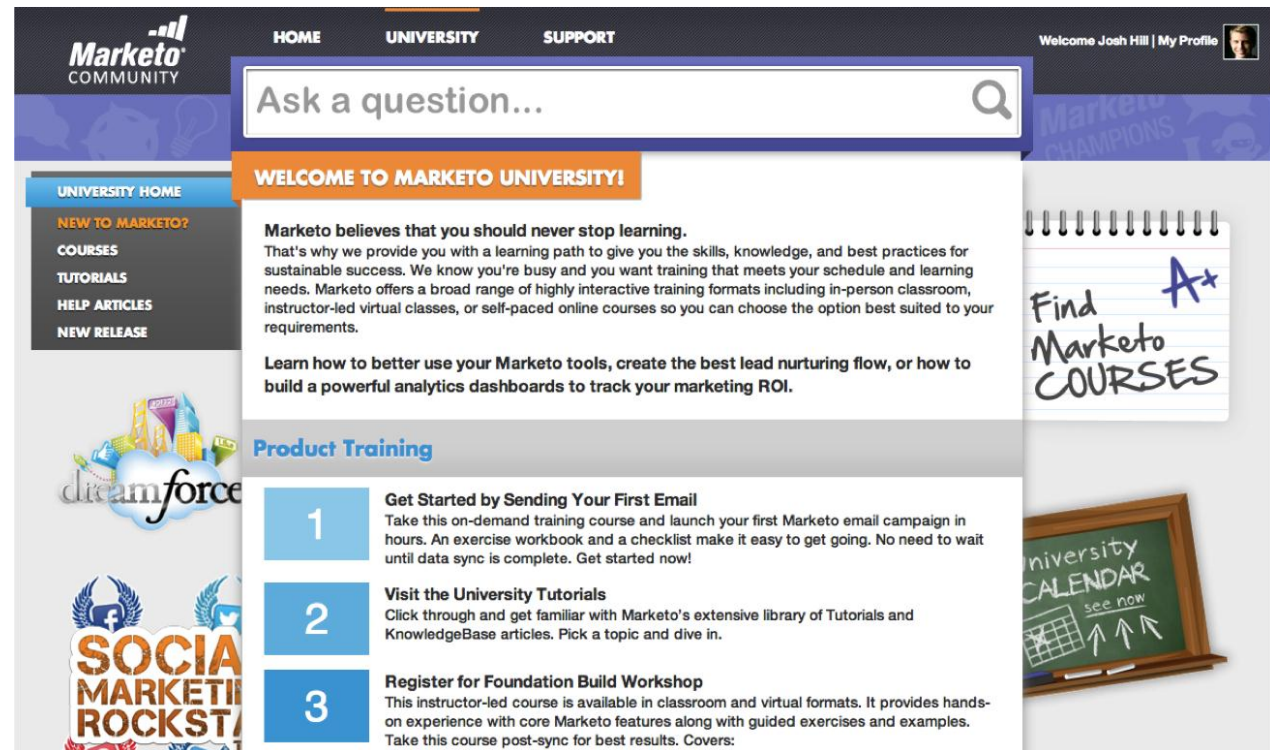 Marketo
COMMUNITY
HOME
UNIVERSITY
SUPPORT
Welcome Josh Hill | My Profile
Ask a question...
Marketo
CHAMPIONS
UNIVERSITY HOME
NEW TO MARKETO?
COURSES
TUTORIALS
HELP ARTICLES
NEW RELEASE
WELCOME TO MARKETO UNIVERSITY!
Marketo believes that you should never stop learning.
That's why we provide you with a learning path to give you the skills, knowledge, and best practices for
sustainable success. We know you're busy and you want training that meets your schedule and learning
needs. Marketo offers a broad range of highly interactive training formats including in-person classroom,
instructor-led virtual classes, or self-paced online courses so you can choose the option best suited to your
requirements.
Learn how to better use your Marketo tools, create the best lead nurturing flow, or how to
build a powerful analytics dashboards to track your marketing ROI.
A+
Find
Marketo
COURSES
dreamforce
Product Training
1
Get Started by Sending Your First Email
Take this on-demand training course and launch your first Marketo email campaign in
hours. An exercise workbook and a checklist make it easy to get going. No need to wait
until data sync is complete. Get started now!
2
Visit the University Tutorials
Click through and get familiar with Marketo's extensive library of Tutorials and
KnowledgeBase articles. Pick a topic and dive in.
3
Register for Foundation Build Workshop
This instructor-led course is available in classroom and virtual formats. It provides hands-
on experience with core Marketo features along with guided exercises and examples.
Take this course post-sync for best results. Covers:
niversity
CALENDAR
see now
SOCIA
MARKETI
ROCKST